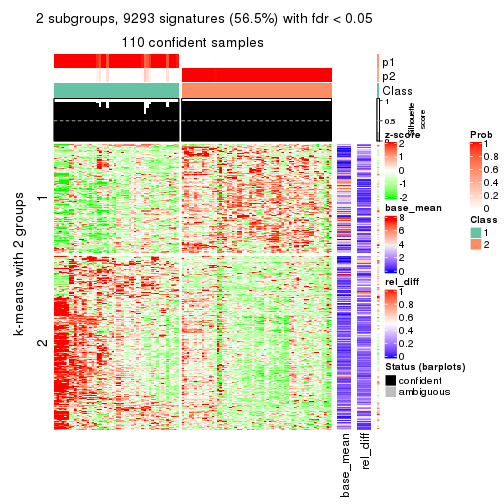 2 subgroups, 9293 signatures (56.5%) with fdr < 0.05
110 confident samples
p1
p2
Class
1
0.5
0
Silhouette
score
k-means with 2 groups
1
2
z-score
2
1
0
-1
-2
base_mean
8
6
4
2
0
rel_diff
1
0.8
0.6
0.4
0.2
0
Status (barplots)
confident
ambiguous
Prob
1
0.8
0.6
0.4
0.2
0
Class
1
2
base_mean
rel_diff